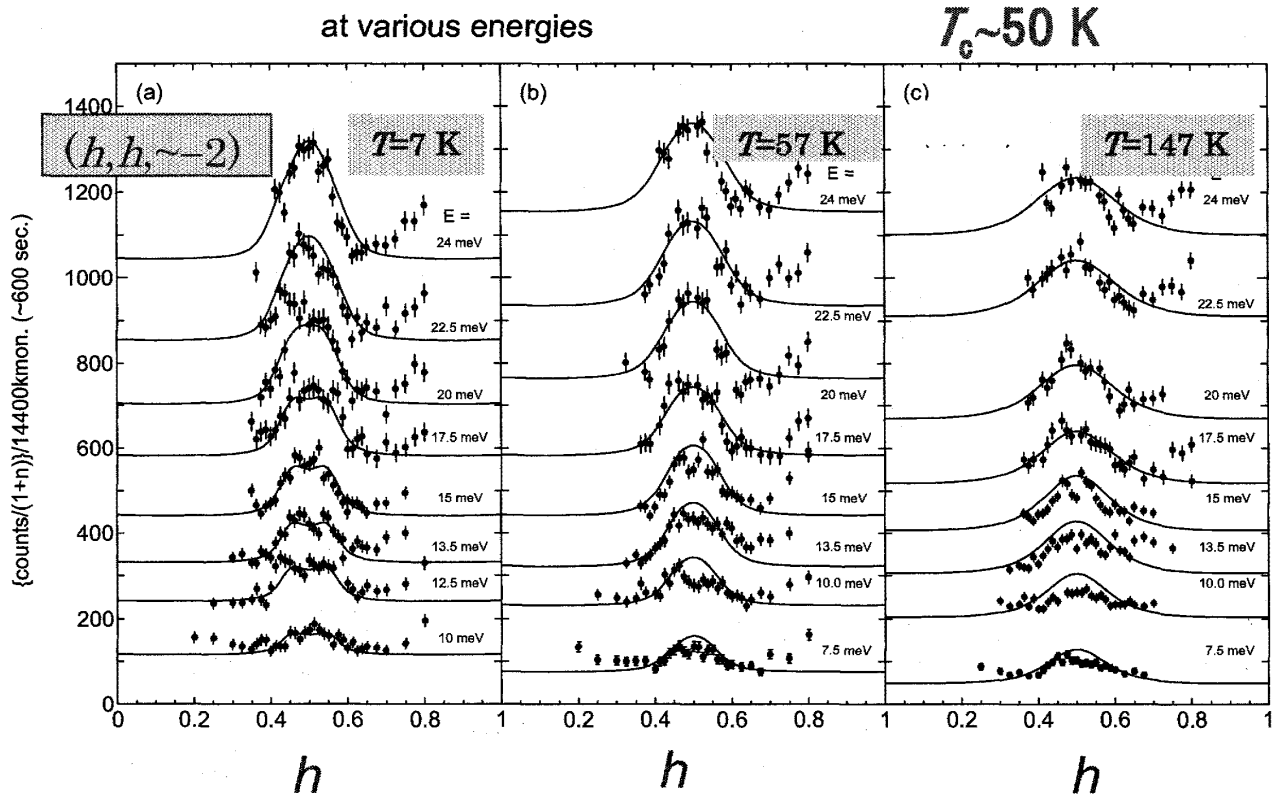 at various energies
Tc~50 K
{counts/(1+n)}/14400kmon. (~600 sec.)
1400
1200
1000
800
600
400
200
0
(a)
(h,h,~-2)
T=7 K
E =
24 meV
22.5 meV
20 meV
17.5 meV
15 meV
13.5 meV
12.5 meV
10 meV
0
0.2
0.4
0.6
0.8
1
h
(b)
T=57 K
E =
24 meV
22.5 meV
20 meV
17.5 meV
15 meV
13.5 meV
10.0 meV
7.5 meV
0.2
0.4
0.6
0.8
1
h
(c)
T=147 K
24 meV
22.5 meV
20 meV
17.5 meV
15 meV
13.5 meV
10.0 meV
7.5 meV
0.2
0.4
0.6
0.8
1
h